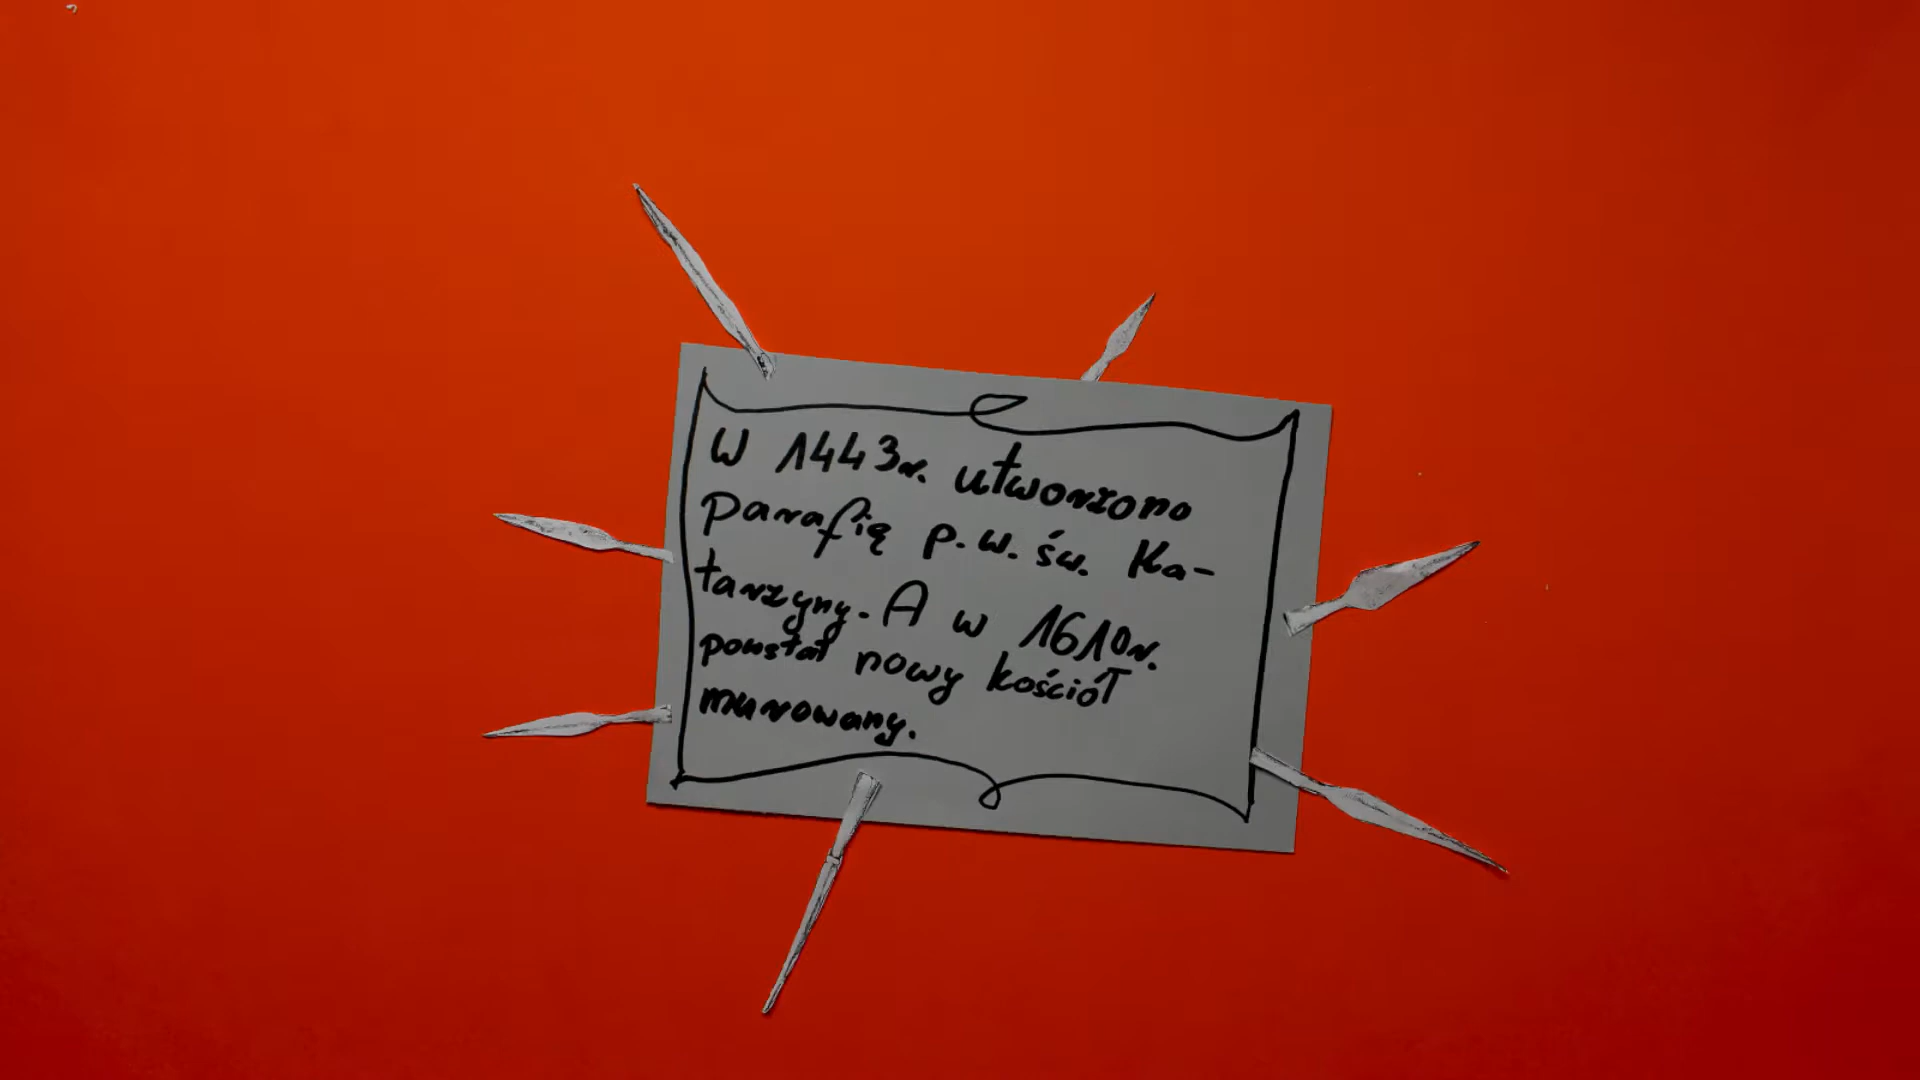 W 1443r. utworzono
parafię p.w. św. Ka-
tarzyny. A w 1610r.
powstał nowy kościół
murowany.